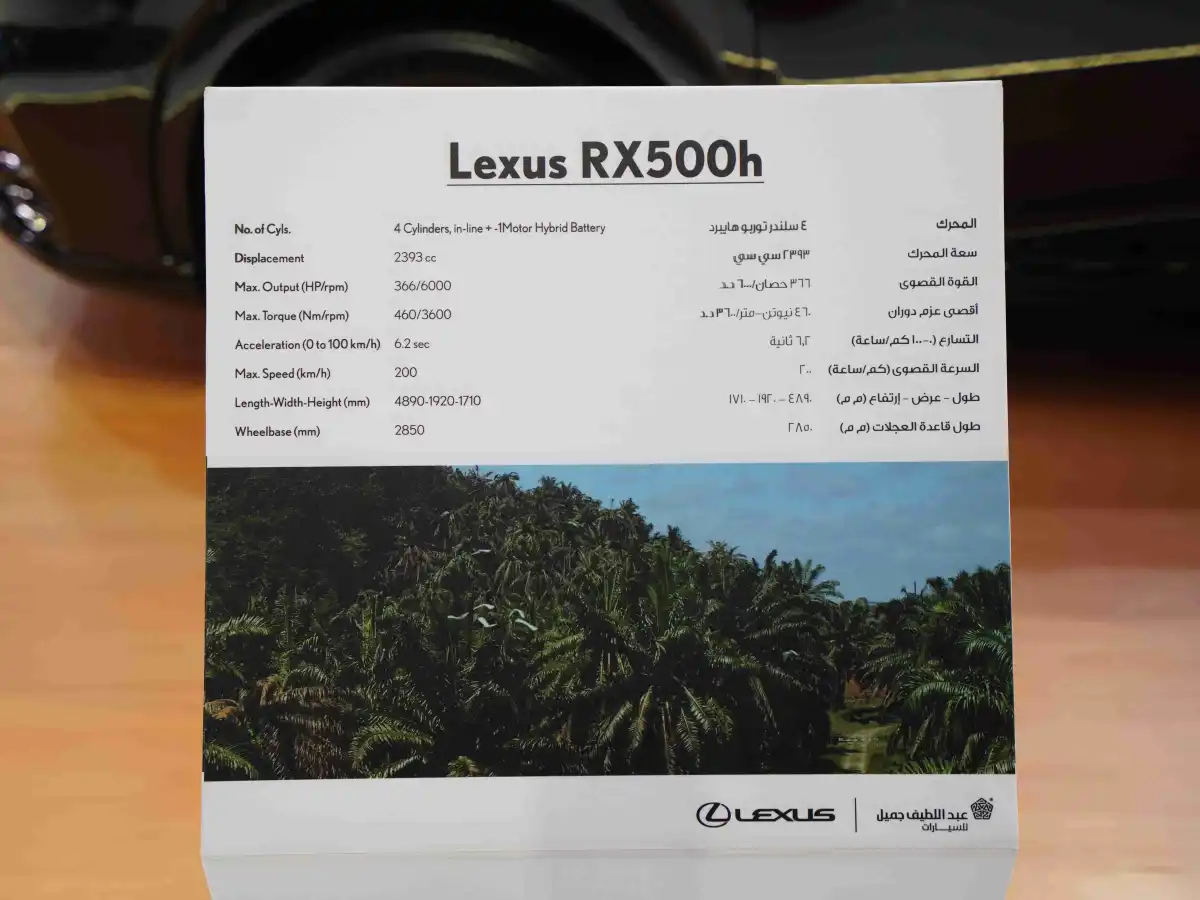 Lexus RX500h
No. of Cyls. 4 Cylinders, in-line + -1Motor Hybrid Battery
Displacement 2393 cc
Max. Output (HP/rpm) 366/6000
Max. Torque (Nm/rpm) 460/3600
Acceleration (0 to 100 km/h) 6.2 sec
Max. Speed (km/h) 200
Length-Width-Height (mm) 4890-1920-1710
Wheelbase (mm) 2850
المحرك ٤ سلندر توربو هايبرد
سعة المحرك ٢٣٩٣ سي سي
القوة القصوى ٣٦٦ حصان/٦٠٠٠ د.د
أقصى عزم دوران ٤٦٠ نيوتن-متر/٣٦٠٠ د.د
التسارع (٠-١٠٠ كم/ساعة) ٦,٢ ثانية
السرعة القصوى (كم/ساعة) ٢٠٠
طول - عرض - إرتفاع (م م) ٤٨٩٠ - ١٩٢٠ - ١٧١٠
طول قاعدة العجلات (م م) ٢٨٥٠
LEXUS
عبد اللطيف جميل
للسيـــارات